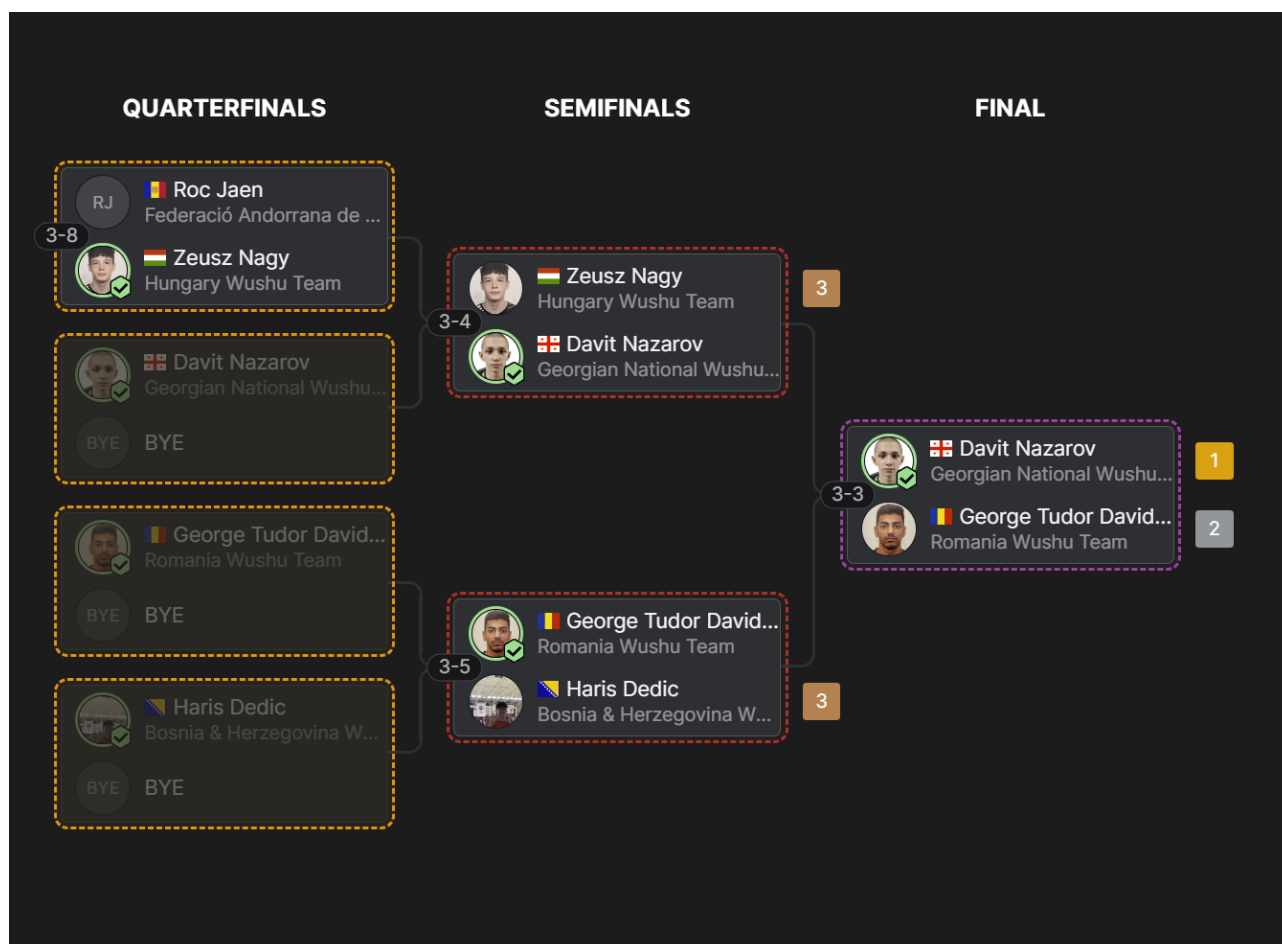 QUARTERFINALS
SEMIFINALS
FINAL
RJ
Roc Jaen
Federació Andorrana de ...
3-8
Zeusz Nagy
Hungary Wushu Team
Davit Nazarov
Georgian National Wushu...
BYE
BYE
George Tudor David...
Romania Wushu Team
BYE
BYE
Haris Dedic
Bosnia & Herzegovina W...
BYE
BYE
Zeusz Nagy
Hungary Wushu Team
3
3-4
Davit Nazarov
Georgian National Wushu...
George Tudor David...
Romania Wushu Team
3-5
Haris Dedic
Bosnia & Herzegovina W...
3
Davit Nazarov
Georgian National Wushu...
1
3-3
George Tudor David...
Romania Wushu Team
2